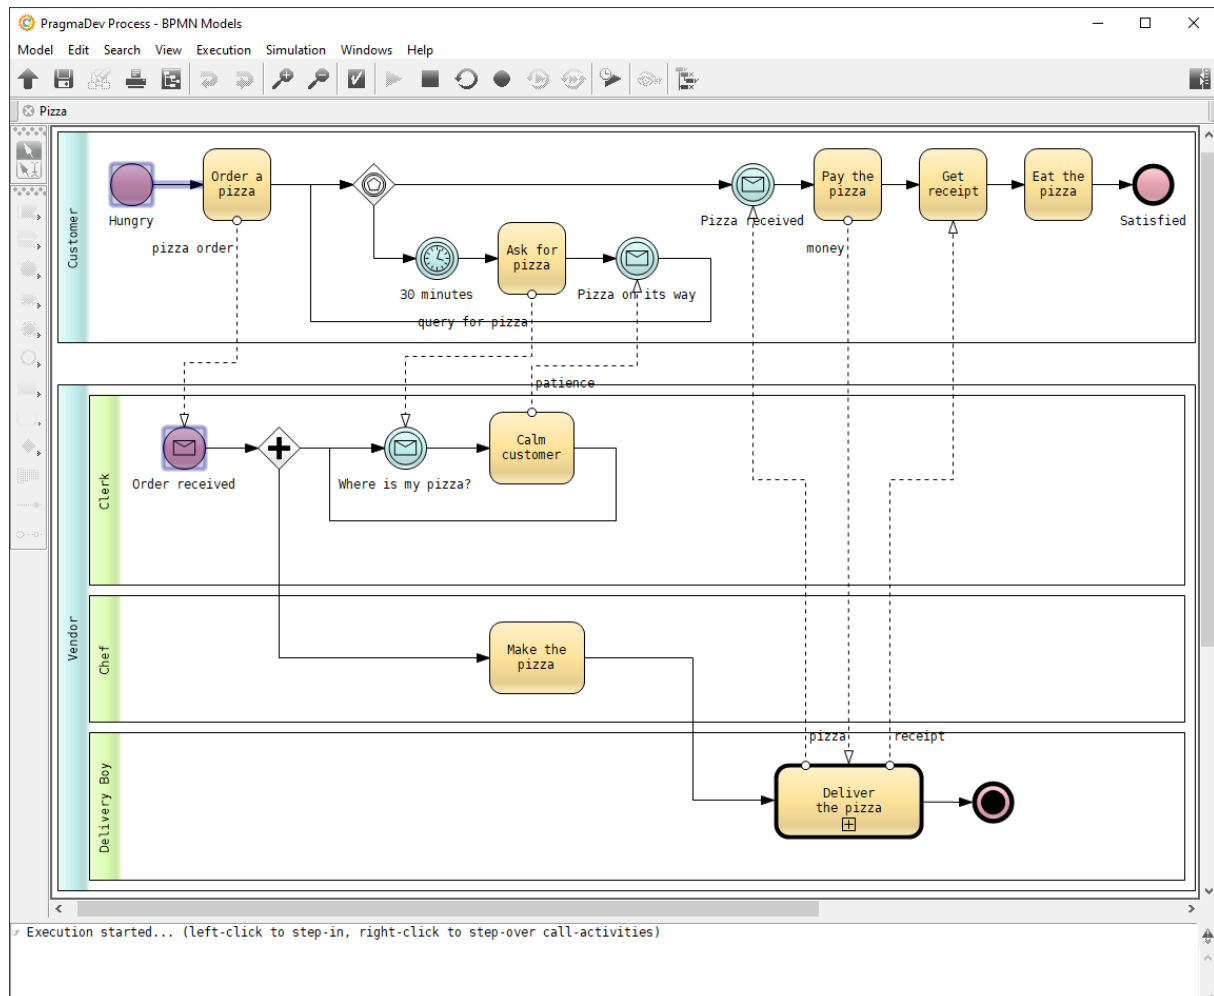 PragmaDev Process - BPMN Models
Model Edit Search View Execution Simulation Windows Help
Pizza
Customer
Hungry
Order a
pizza
pizza order
30 minutes
Ask for
pizza
query for pizza
Pizza on its way
Pizza received
Pay the
pizza
money
Get
receipt
Eat the
pizza
Satisfied
patience
Vendor
Clerk
Order received
Where is my pizza?
Calm
customer
Chef
Make the
pizza
Delivery Boy
pizza
receipt
Deliver
the pizza
Execution started... (left-click to step-in, right-click to step-over call-activities)